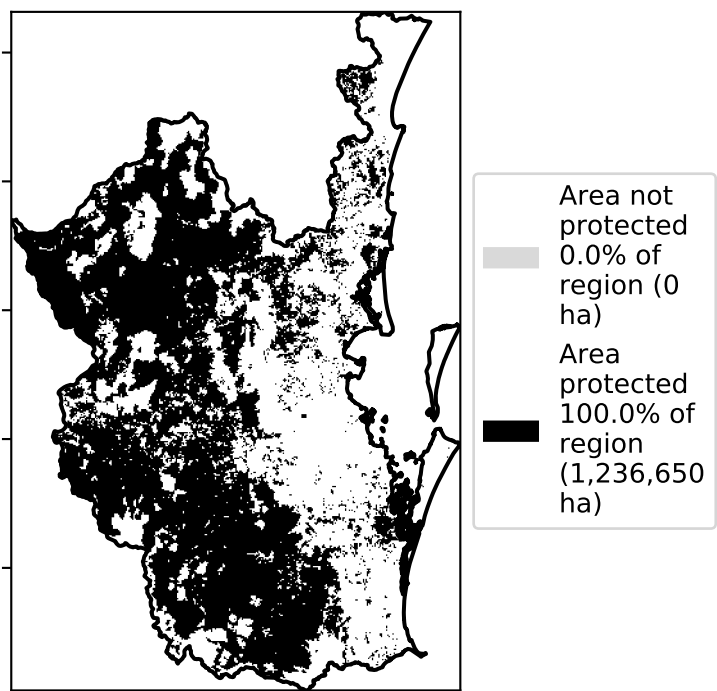 Area not
protected
0.0% of
region (0
ha)
Area
protected
100.0% of
region
(1,236,650
ha)